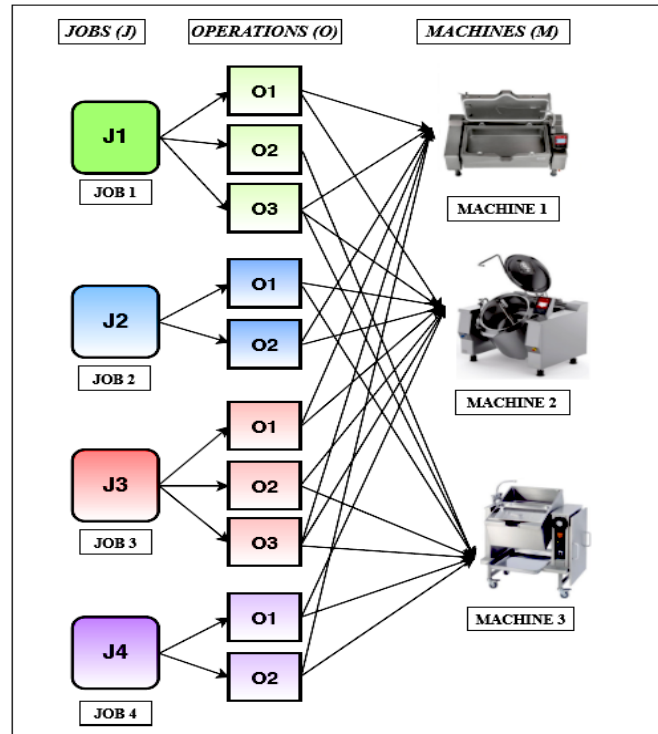 JOBS (J) OPERATIONS (O) MACHINES (M)
J1
JOB 1
O1
O2
O3
MACHINE 1
J2
JOB 2
O1
O2
MACHINE 2
J3
JOB 3
O1
O2
O3
MACHINE 3
J4
JOB 4
O1
O2